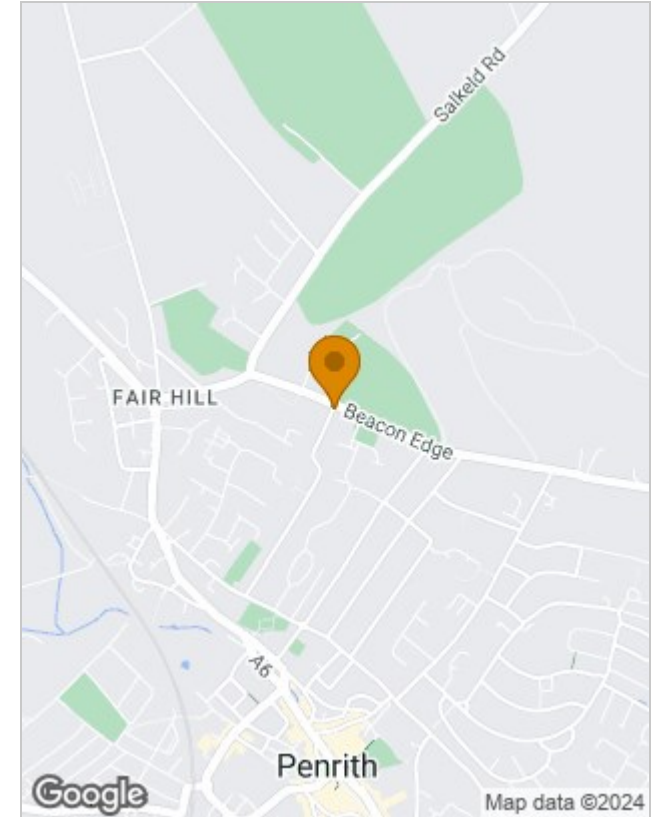 Salkeld Rd
FAIR HILL
Beacon Edge
A6
Penrith
Google
Map data ©2024